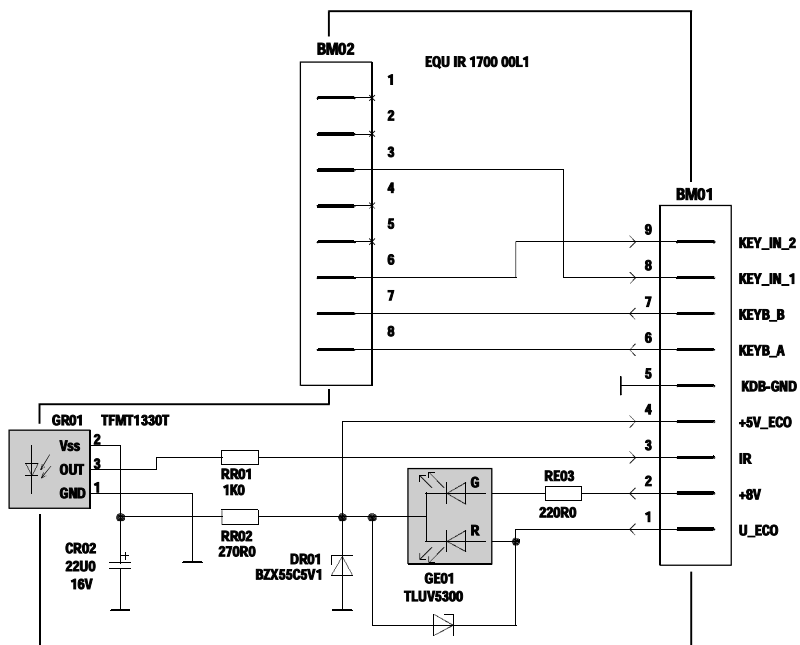 BM02
EQU IR 1700 00L1
1
2
3
4
5
6
7
8
BM01
9 KEY_IN_2
8 KEY_IN_1
7 KEYB_B
6 KEYB_A
5 KDB-GND
4 +5V_ECO
3 IR
2 +8V
1 U_ECO
GR01 TFMT1330T
Vss 2
OUT 3
GND 1
RR01
1K0
RR02
270R0
CR02
22U0
16V
+
DR01
BZX55C5V1
G
R
GE01
TLUV5300
RE03
220R0